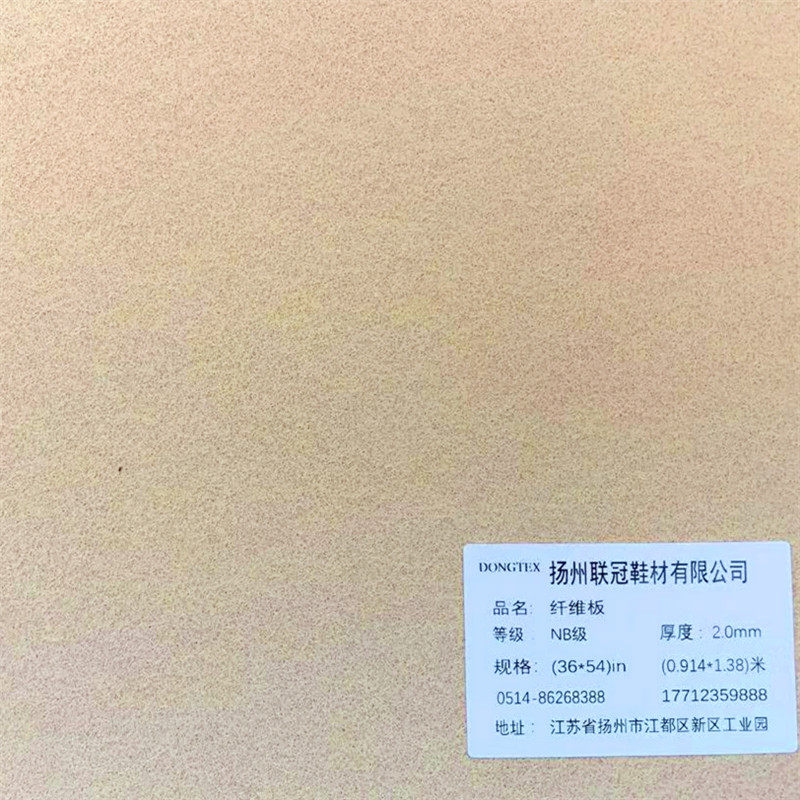 DONGTEX 扬州联冠鞋材有限公司
品名: 纤维板
等级: NB级 厚度: 2.0mm
规格: (36*54)in (0.914*1.38)米
0514-86268388 17712359888
地址: 江苏省扬州市江都区新区工业园